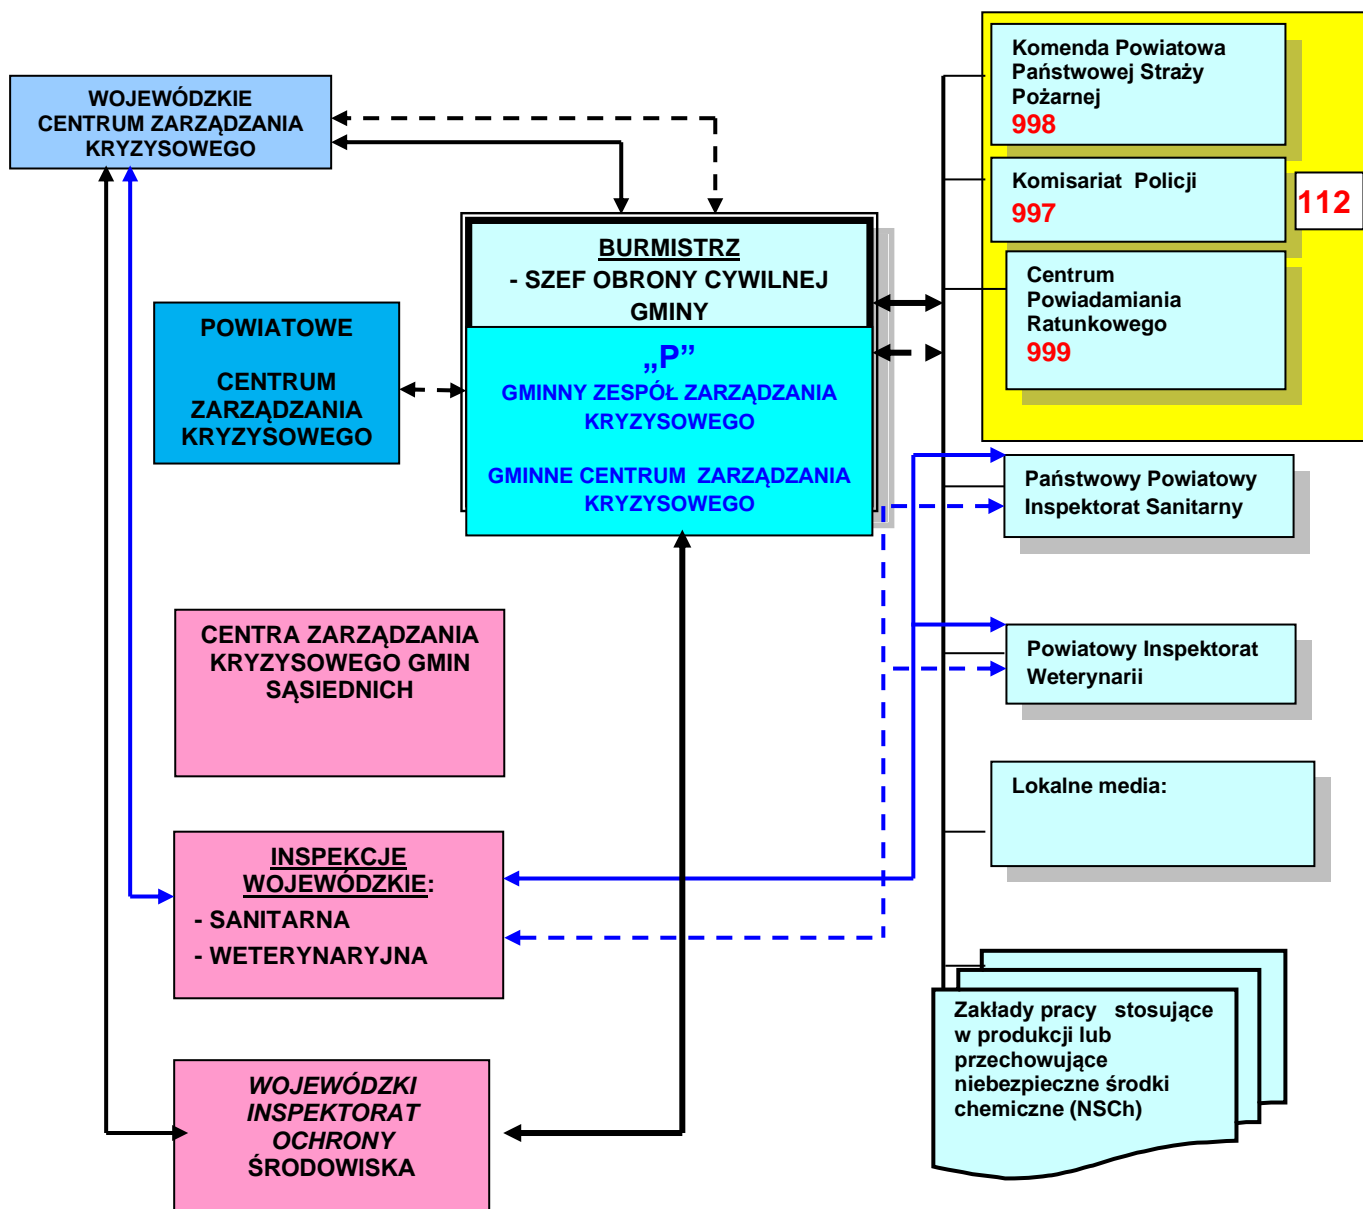 WOJEWÓDZKIE
CENTRUM ZARZĄDZANIA
KRYZYSOWEGO
BURMISTRZ
- SZEF OBRONY CYWILNEJ
GMINY
„P”
GMINNY ZESPÓŁ ZARZĄDZANIA
KRYZYSOWEGO
GMINNE CENTRUM ZARZĄDZANIA
KRYZYSOWEGO
POWIATOWE
CENTRUM
ZARZĄDZANIA
KRYZYSOWEGO
CENTRA ZARZĄDZANIA
KRYZYSOWEGO GMIN
SĄSIEDNICH
INSPEKCJE
WOJEWÓDZKIE:
- SANITARNA
- WETERYNARYJNA
WOJEWÓDZKI
INSPEKTORAT
OCHRONY
ŚRODOWISKA
Komenda Powiatowa
Państwowej Straży
Pożarnej
998
Komisariat Policji
997
112
Centrum
Powiadamiania
Ratunkowego
999
Państwowy Powiatowy
Inspektorat Sanitarny
Powiatowy Inspektorat
Weterynarii
Lokalne media:
Zakłady pracy stosujące
w produkcji lub
przechowujące
niebezpieczne środki
chemiczne (NSCh)